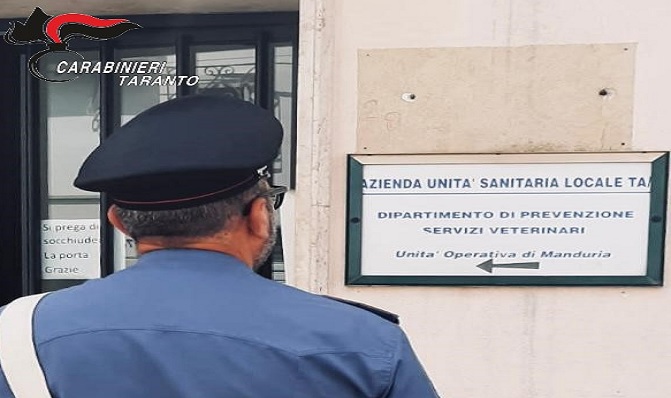 CARABINIERI
TARANTO
AZIENDA UNITA' SANITARIA LOCALE TA/
DIPARTIMENTO DI PREVENZIONE
SERVIZI VETERINARI
Unita' Operativa di Manduria
Si prega di
socchiudere
La porta
Grazie